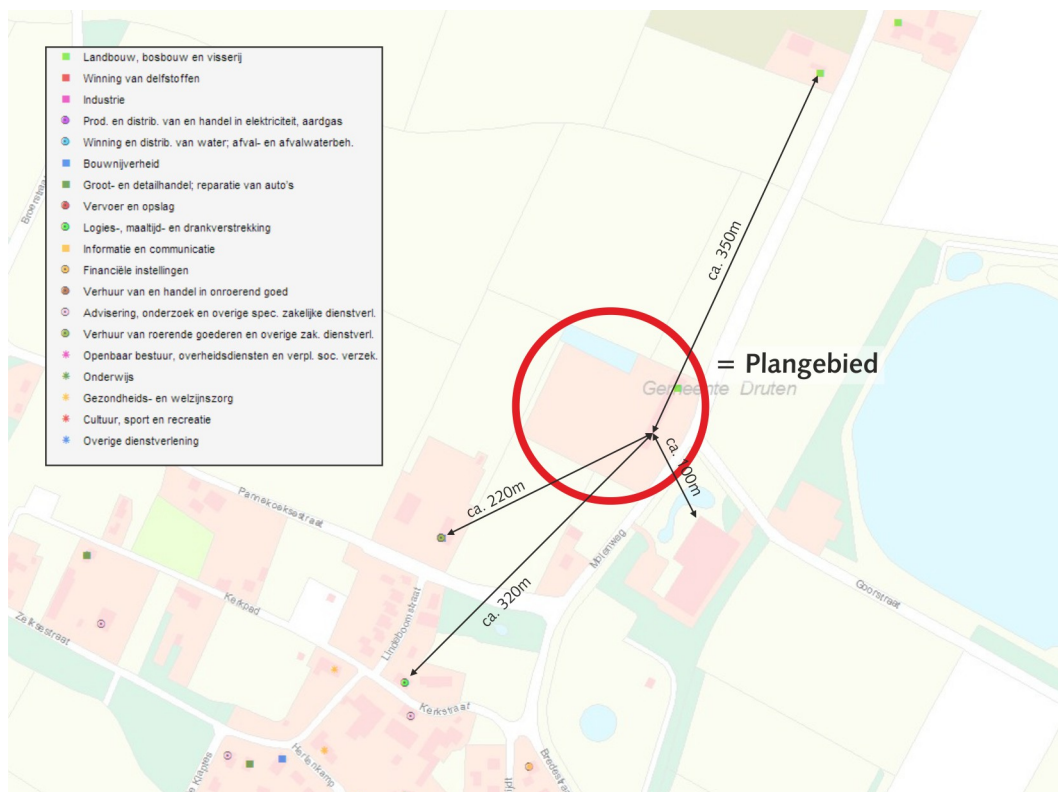 Landbouw, bosbouw en visserij
Winning van delfstoffen
Industrie
Prod. en distrib. van en handel in elektriciteit, aardgas
Winning en distrib. van water; afval- en afvalwaterbeh.
Bouwnijverheid
Groot- en detailhandel; reparatie van auto's
Vervoer en opslag
Logies-, maaltijd- en drankverstrekking
Informatie en communicatie
Financiële instellingen
Verhuur van en handel in onroerend goed
Advisering, onderzoek en overige spec. zakelijke dienstverl.
Verhuur van roerende goederen en overige zak. dienstverl.
Openbaar bestuur, overheidsdiensten en verpl. soc. verzek.
Onderwijs
Gezondheids- en welzijnszorg
Cultuur, sport en recreatie
Overige dienstverlening
ca. 350m
= Plangebied
Gemeente Druten
ca. 100m
ca. 220m
ca. 320m
Pannekoeksestraat
Molenweg
Goorstraat
Kerkpad
Lindeboomstraat
Zelksestraat
Kerkstraat
Herlenkamp